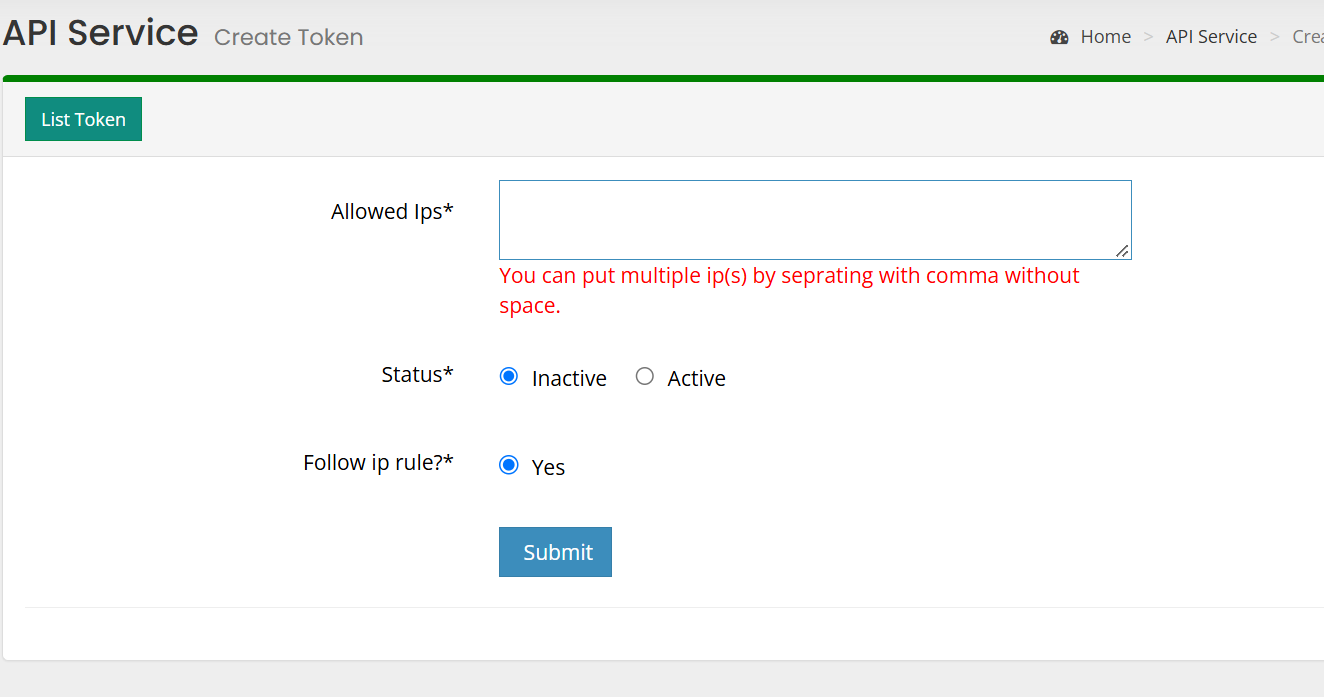 API Service Create Token
Home > API Service > Crea
List Token
Allowed Ips*
You can put multiple ip(s) by seprating with comma without
space.
Status*
Inactive Active
Follow ip rule?*
Yes
Submit